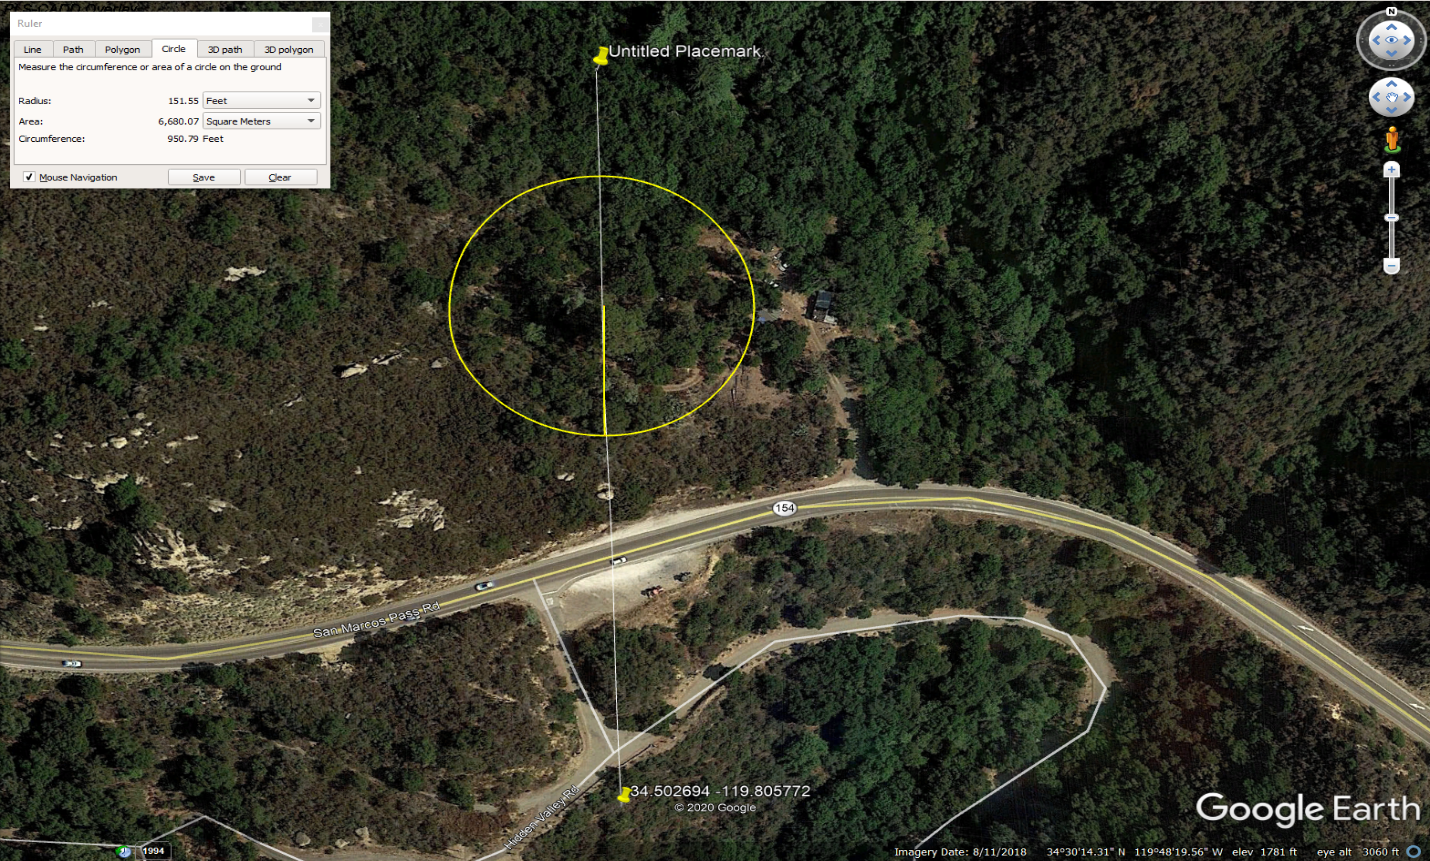 Ruler
Line Path Polygon Circle 3D path 3D polygon
Measure the circumference or area of a circle on the ground
Radius: 151.55 Feet
Area: 6,680.07 Square Meters
Circumference: 950.79 Feet
Mouse Navigation Save Clear
Untitled Placemark
N
154
San Marcos Pass Rd
34.502694 -119.805772
© 2020 Google
Hidden Valley Rd
Google Earth
1994
Imagery Date: 8/11/2018 34°30'14.31" N 119°48'19.56" W elev 1781 ft eye alt 3060 ft